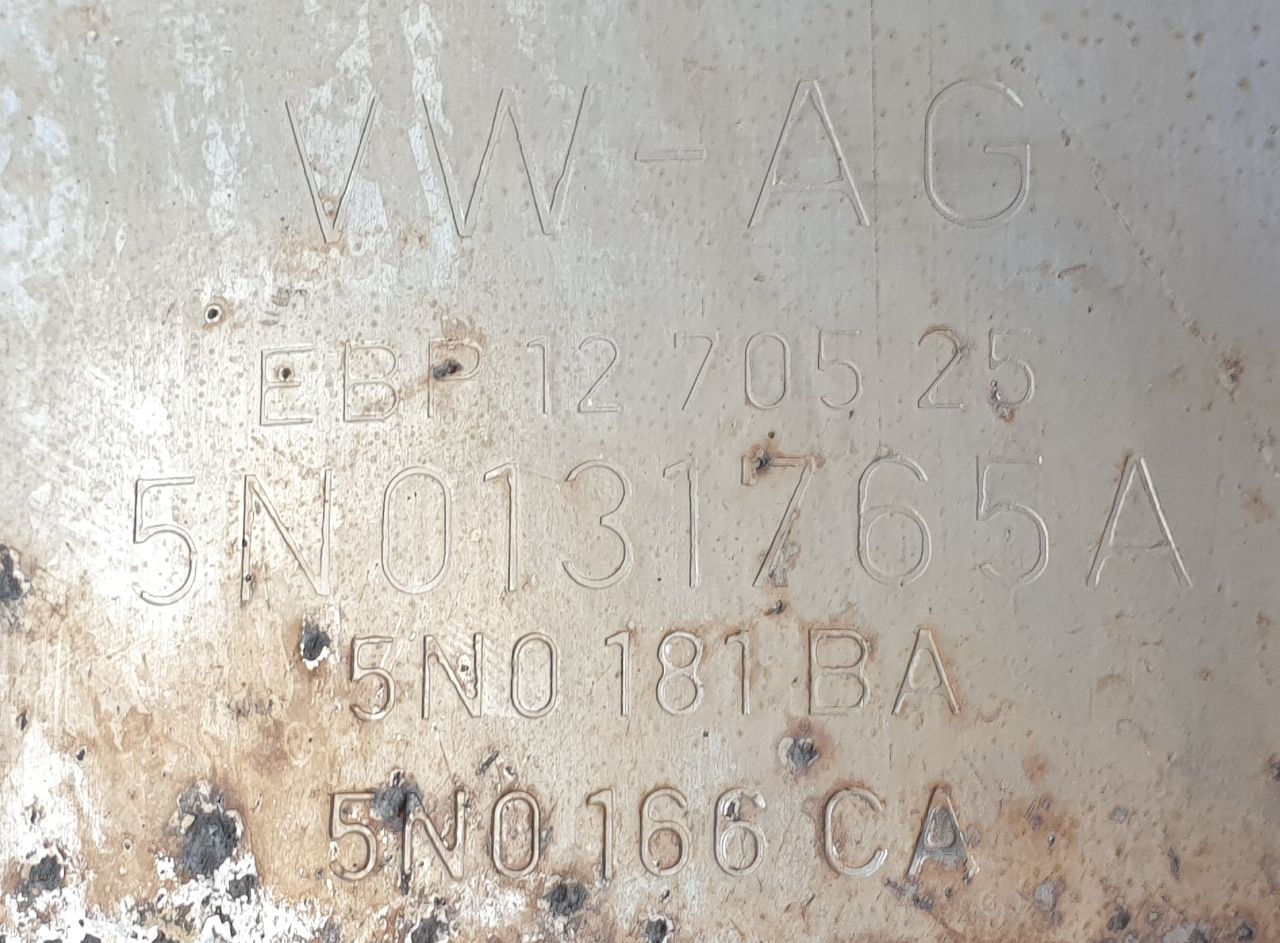 VW-AG
EBP 12 705 25
5N0131765A
5N0 181 BA
5N0 166 CA